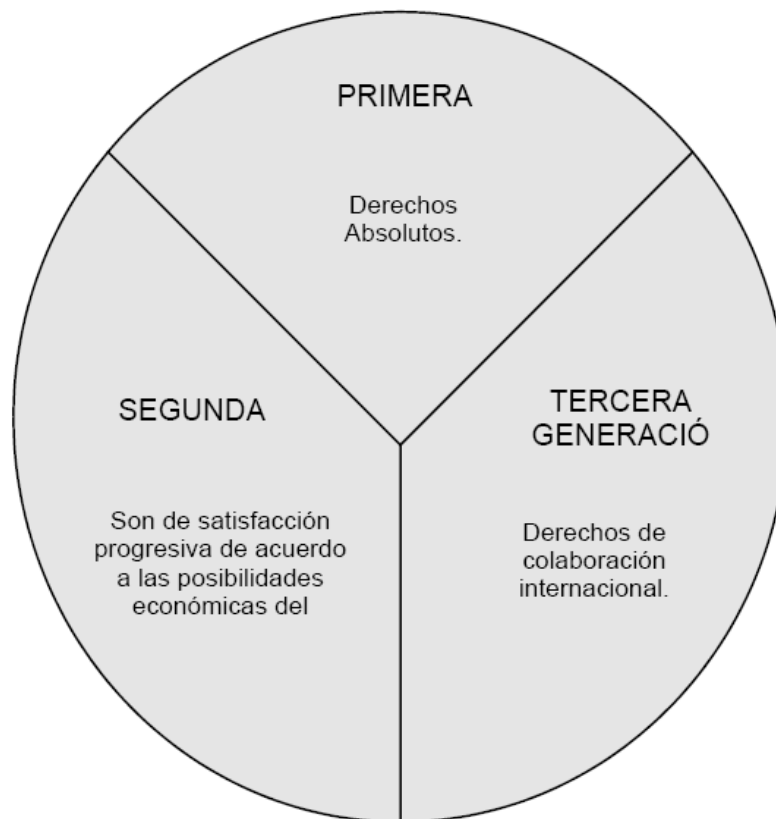 PRIMERA
Derechos
Absolutos.
SEGUNDA
Son de satisfacción
progresiva de acuerdo
a las posibilidades
económicas del
TERCERA
GENERACIÓ
Derechos de
colaboración
internacional.